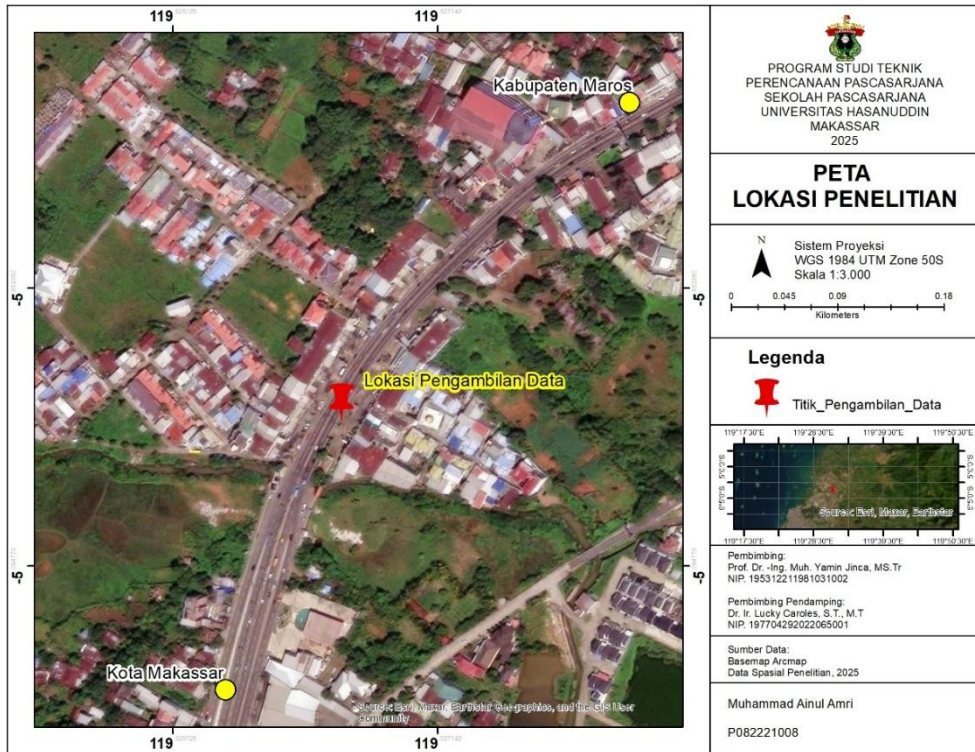 119
119
Kabupaten Maros
-5
-5
Lokasi Pengambilan Data
-5
-5
Kota Makassar
Source: Esri, Maxar, Earthstar Geographics, and the GIS User
Community
119
119
PROGRAM STUDI TEKNIK
PERENCANAAN PASCASARJANA
SEKOLAH PASCASARJANA
UNIVERSITAS HASANUDDIN
MAKASSAR
2025
PETA
LOKASI PENELITIAN
N
Sistem Proyeksi
WGS 1984 UTM Zone 50S
Skala 1:3.000
0 0.045 0.09 0.18
Kilometers
Legenda
Titik_Pengambilan_Data
119°17'30"E 119°28'30"E 119°39'30"E 119°50'30"E
Source: Esri, Maxar, Earthstar
119°17'30"E 119°28'30"E 119°39'30"E 119°50'30"E
Pembimbing:
Prof. Dr. -Ing. Muh. Yamin Jinca, MS.Tr
NIP. 195312211981031002
Pembimbing Pendamping:
Dr. Ir. Lucky Caroles, S.T., M.T
NIP. 197704292022065001
Sumber Data:
Basemap Arcmap
Data Spasial Penelitian, 2025
Muhammad Ainul Amri
P082221008